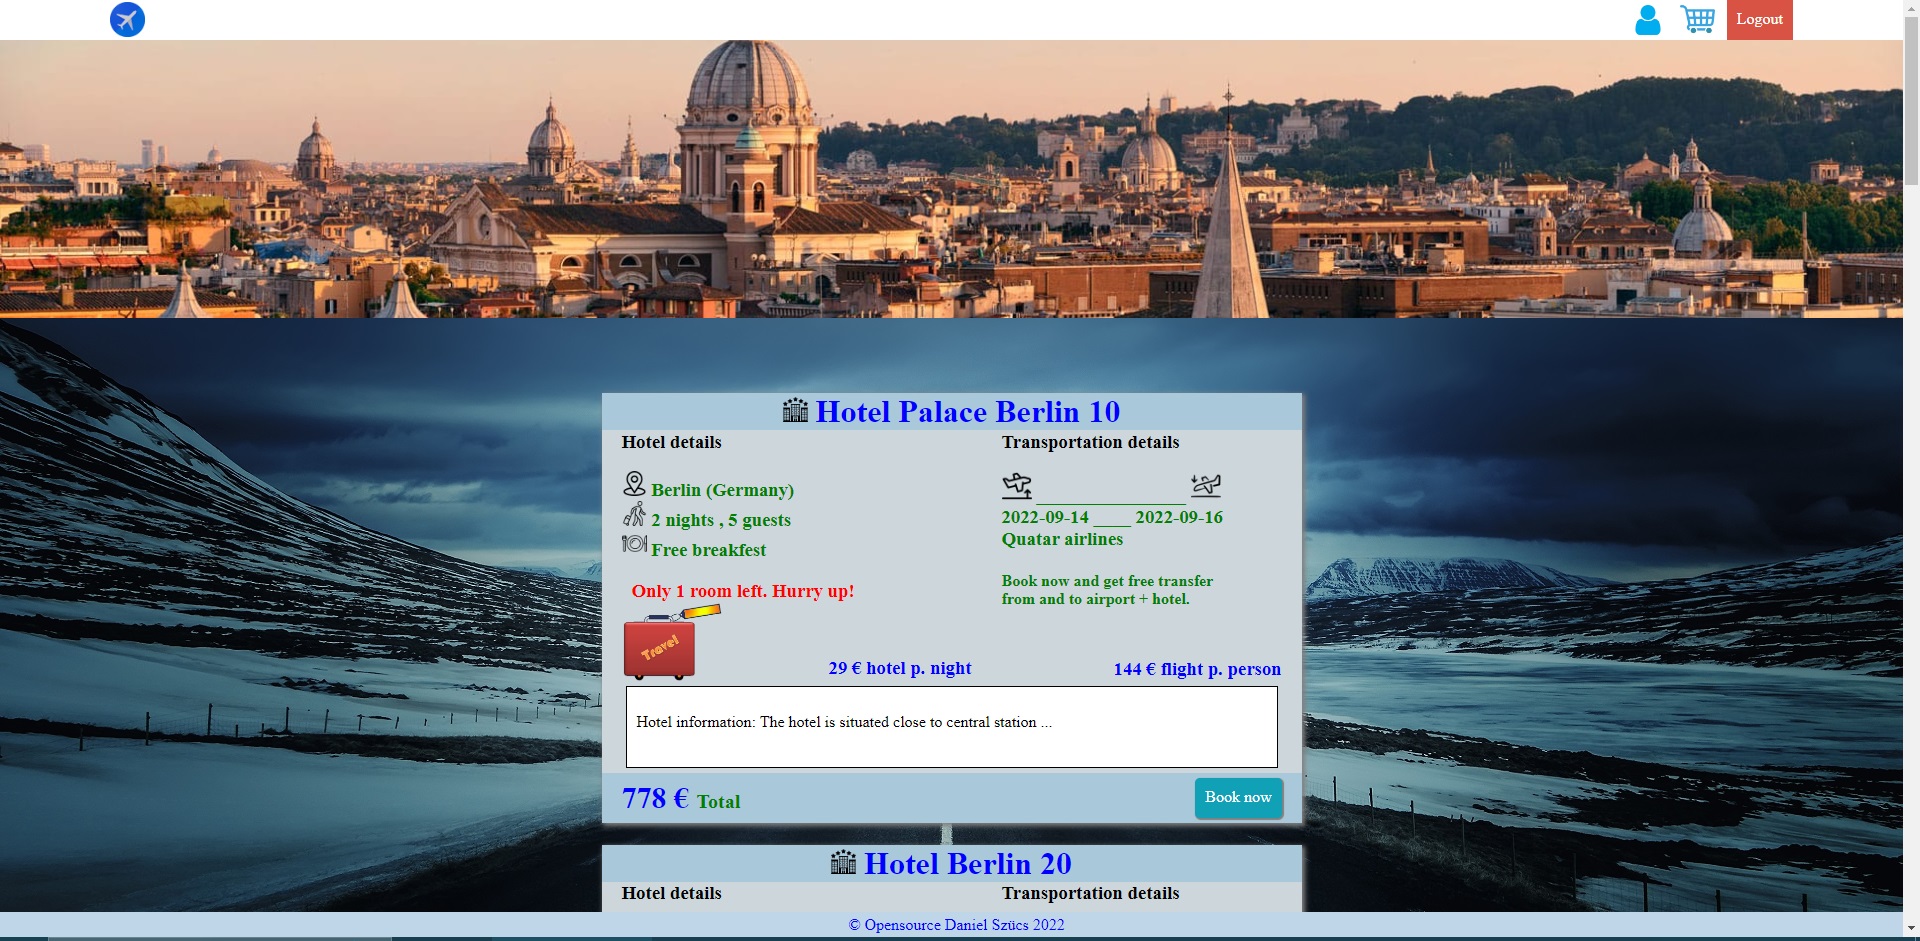 Logout
Hotel Palace Berlin 10
Hotel details
Transportation details
Berlin (Germany)
2 nights , 5 guests
Free breakfest
2022-09-14 ____ 2022-09-16
Quatar airlines
Book now and get free transfer
from and to airport + hotel.
Only 1 room left. Hurry up!
Travel
29 € hotel p. night
144 € flight p. person
Hotel information: The hotel is situated close to central station ...
778 € Total
Book now
Hotel Berlin 20
Hotel details
Transportation details
© Opensource Daniel Szücs 2022